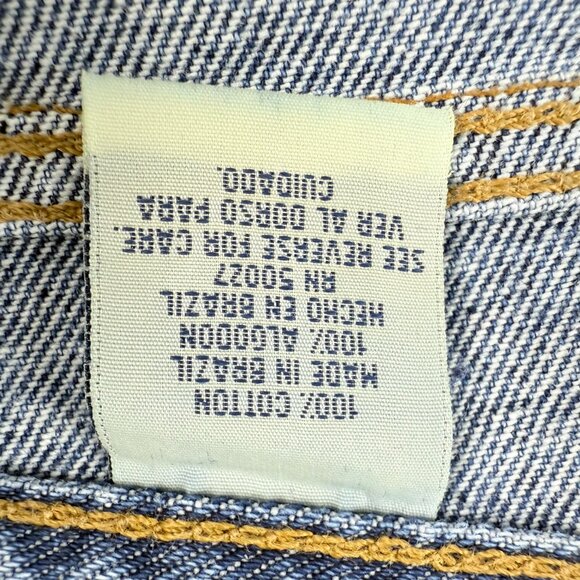 100% COTTON
MADE IN BRAZIL
100% ALGODON
HECHO EN BRAZIL
RN 50027
SEE REVERSE FOR CARE.
VER AL DORSO PARA
CUIDADO.